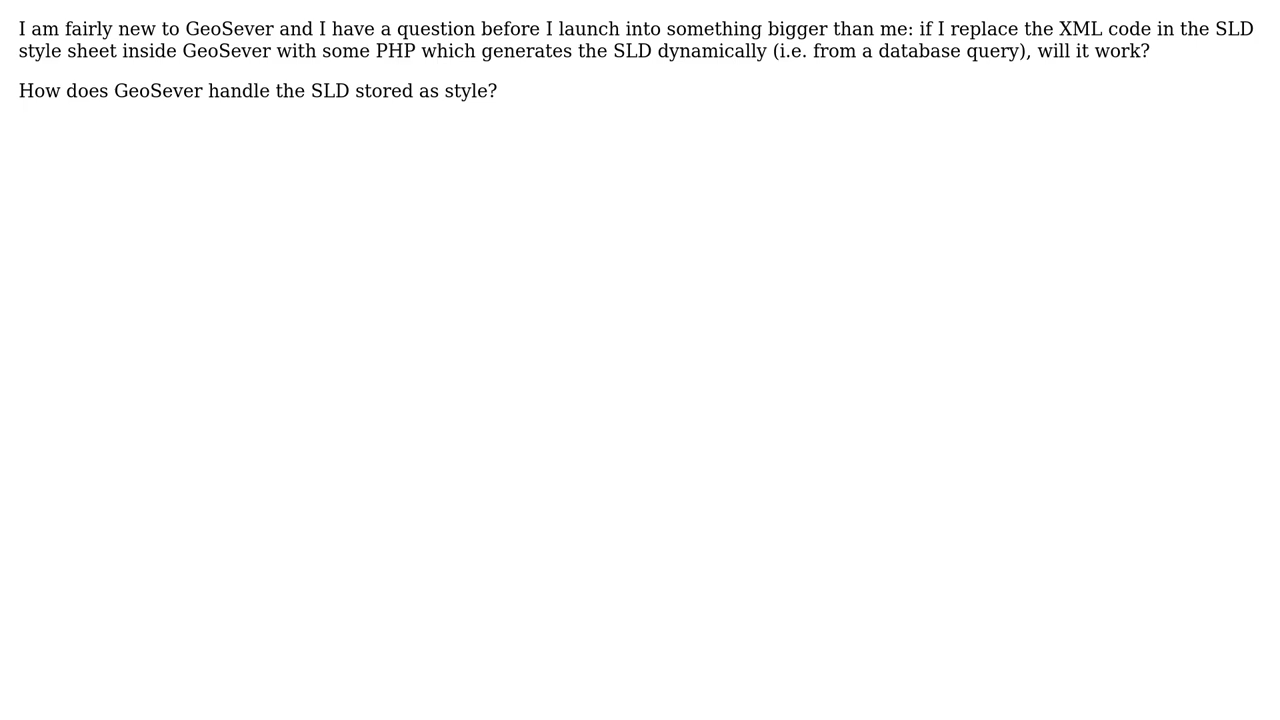 I am fairly new to GeoSever and I have a question before I launch into something bigger than me: if I replace the XML code in the SLD
style sheet inside GeoSever with some PHP which generates the SLD dynamically (i.e. from a database query), will it work?
How does GeoSever handle the SLD stored as style?